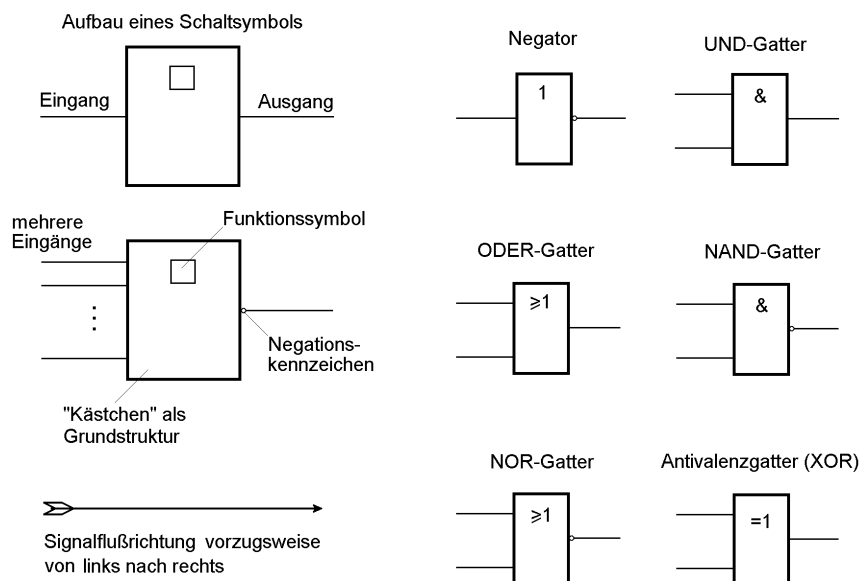 Aufbau eines Schaltsymbols
Eingang
Ausgang
mehrere
Eingänge
Funktionssymbol
Negations-
kennzeichen
"Kästchen" als
Grundstruktur
Signalflußrichtung vorzugsweise
von links nach rechts
Negator
1
UND-Gatter
&
ODER-Gatter
⩾1
NAND-Gatter
&
NOR-Gatter
⩾1
Antivalenzgatter (XOR)
=1